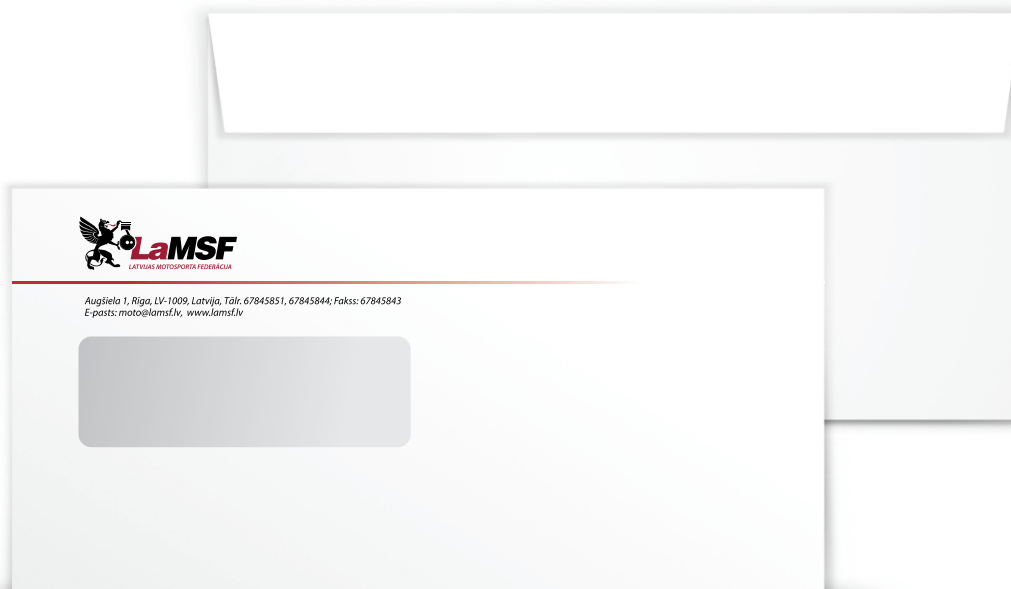 LaMSF
LATVIJAS MOTOSPORTA FEDERĀCIJA
Augšiela 1, Rīga, LV-1009, Latvija, Tālr. 67845851, 67845844; Fakss: 67845843
E-pasts: moto@lamsf.lv, www.lamsf.lv